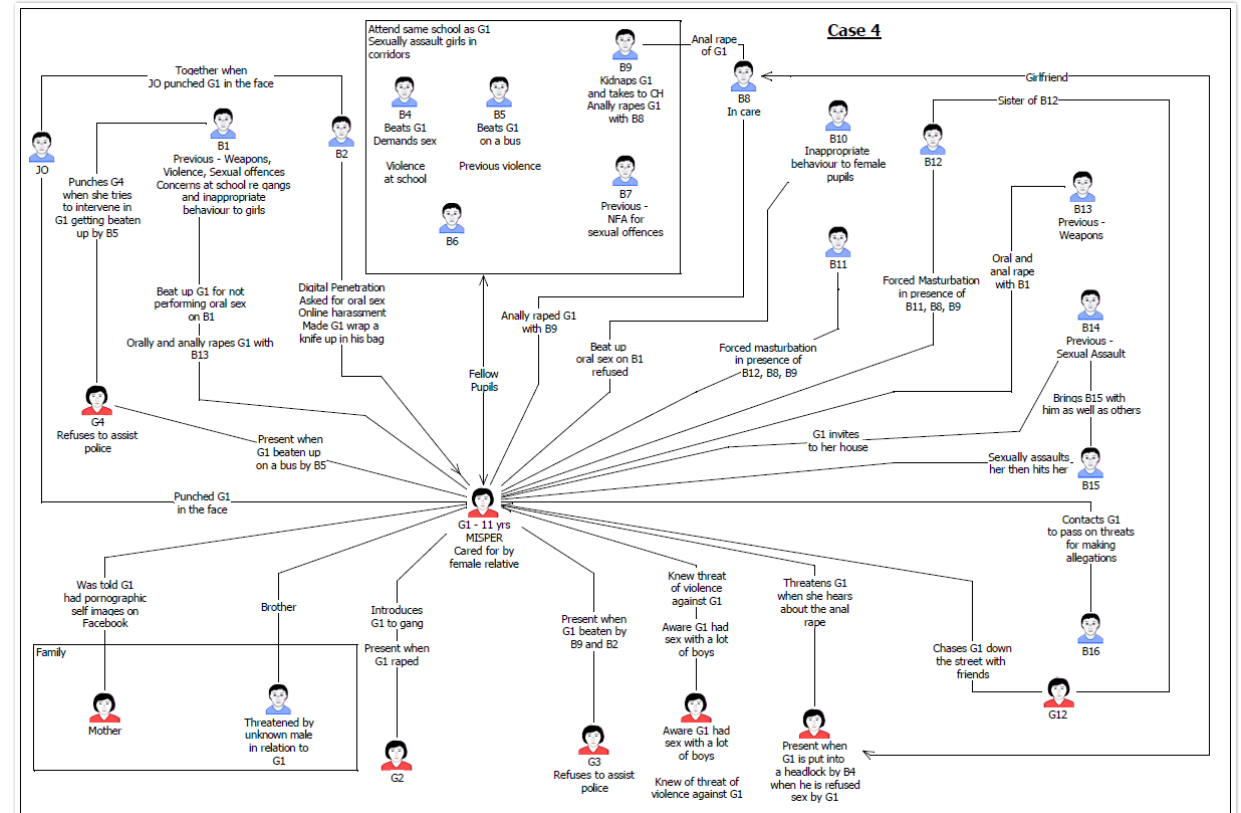 Case 4
Attend same school as G1
Sexually assault girls in
corridors
B9
Kidnaps G1
and takes to CH
Anally rapes G1
with B8
Anal rape
of G1
B8
In care
Girlfriend
Sister of B12
Together when
JO punched G1 in the face
JO
B1
Previous - Weapons,
Violence, Sexual offences
Concerns at school re gangs
and inappropriate
behaviour to girls
B2
B4
Beats G1
Demands sex
Violence
at school
B5
Beats G1
on a bus
Previous violence
B6
B7
Previous -
NFA for
sexual offences
B10
Inappropriate
behaviour to female
pupils
B12
B13
Previous -
Weapons
B11
B14
Previous -
Sexual Assault
Punches G4
when she tries
to intervene in
G1 getting beaten
up by B5
Beat up G1 for not
performing oral sex
on B1
Orally and anally rapes G1 with
B13
Digital Penetration
Asked for oral sex
Online harassment
Made G1 wrap a
knife up in his bag
Fellow
Pupils
Anally raped G1
with B9
Beat up
oral sex on B1
refused
Forced masturbation
in presence of
B12, B8, B9
Forced Masturbation
in presence of
B11, B8, B9
Oral and
anal rape
with B1
Brings B15 with
him as well as others
G1 invites
to her house
Sexually assaults
her then hits her
B15
G4
Refuses to assist
police
Present when
G1 beaten up
on a bus by B5
Punched G1
in the face
G1 - 11 yrs
MISPER
Cared for by
female relative
Contacts G1
to pass on threats
for making
allegations
B16
Was told G1
had pornographic
self images on
Facebook
Brother
Introduces
G1 to gang
Present when
G1 raped
Present when
G1 beaten by
B9 and B2
Knew threat
of violence
against G1
Aware G1 had
sex with a lot
of boys
Threatens G1
when she hears
about the anal
rape
Chases G1 down
the street with
friends
G12
Family
Mother
Threatened by
unknown male
in relation to
G1
G2
G3
Refuses to assist
police
Aware G1 had
sex with a lot
of boys
Knew of threat of
violence against G1
Present when
G1 is put into
a headlock by B4
when he is refused
sex by G1